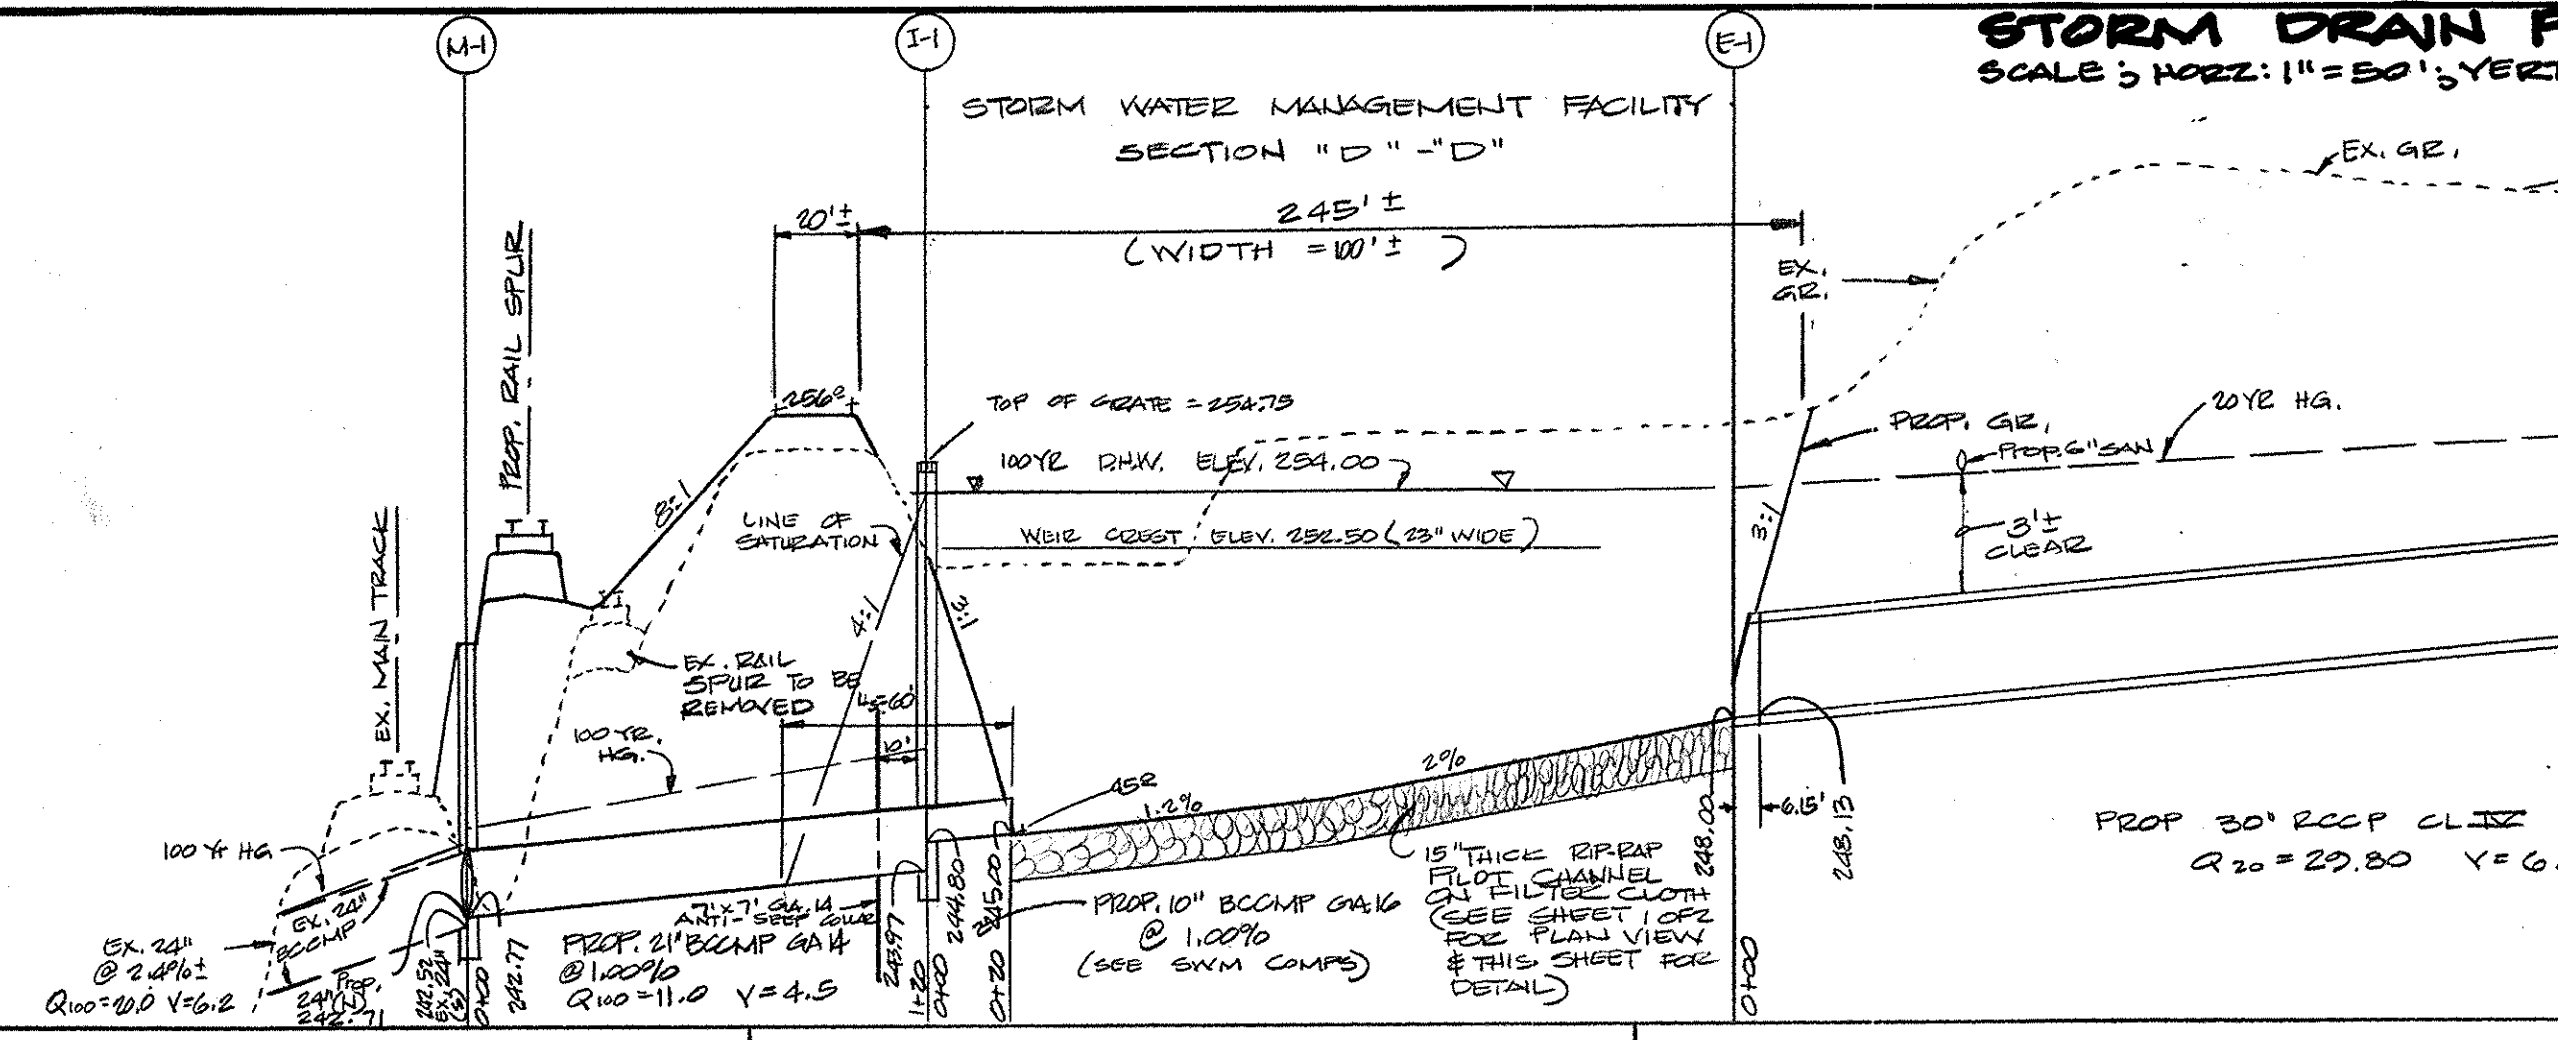 M-1
I-1
E-1
STORM DRAIN
SCALE; HORZ: 1"=50'; VERT
STORM WATER MANAGEMENT FACILITY
SECTION "D"-"D"
EX. GR.
20'±
245'±
(WIDTH =100'±)
PROP. RAIL SPUR
EX.
GR.
256⁰
TOP OF GRATE =254.75
20YR HG.
PROP. GR.
PROP. 6" SAN
100YR D.H.W. ELEV. 254.00
3:1
LINE OF
SATURATION
WEIR CREST ELEV. 252.50 (23" WIDE)
3:1
3'±
CLEAR
EX. MAIN TRACK
4:1
3:1
EX. RAIL
SPUR TO BE
REMOVED
Ls=60'
10'
100 YR.
HG.
45⁰
1.2%
2%
100 Yr HG
EX. 24"
BCCMP
EX. 24"
@ 2.4%±
Q100=20.0 V=6.2
Prop.
24"(N)
242.71
242.52
EX. 24"
(S)
0+00
242.77
7'x7' GA.14
ANTI-SEEP COLLAR
PROP. 21" BCCMP GA 14
@ 1.00%
Q100=11.0 V=4.5
243.97
1+20
0+00
244.80
0+20
245.00
PROP. 10" BCCMP GA.16
@ 1.00%
(SEE SWM COMPS)
15" THICK RIP-RAP
PILOT CHANNEL
ON FILTER CLOTH
(SEE SHEET 1 OF 2
FOR PLAN VIEW
& THIS SHEET FOR
DETAIL)
248.00
6.15'
248.13
0+00
PROP 30" RCCP CL IV
Q20=29.80 V=6.